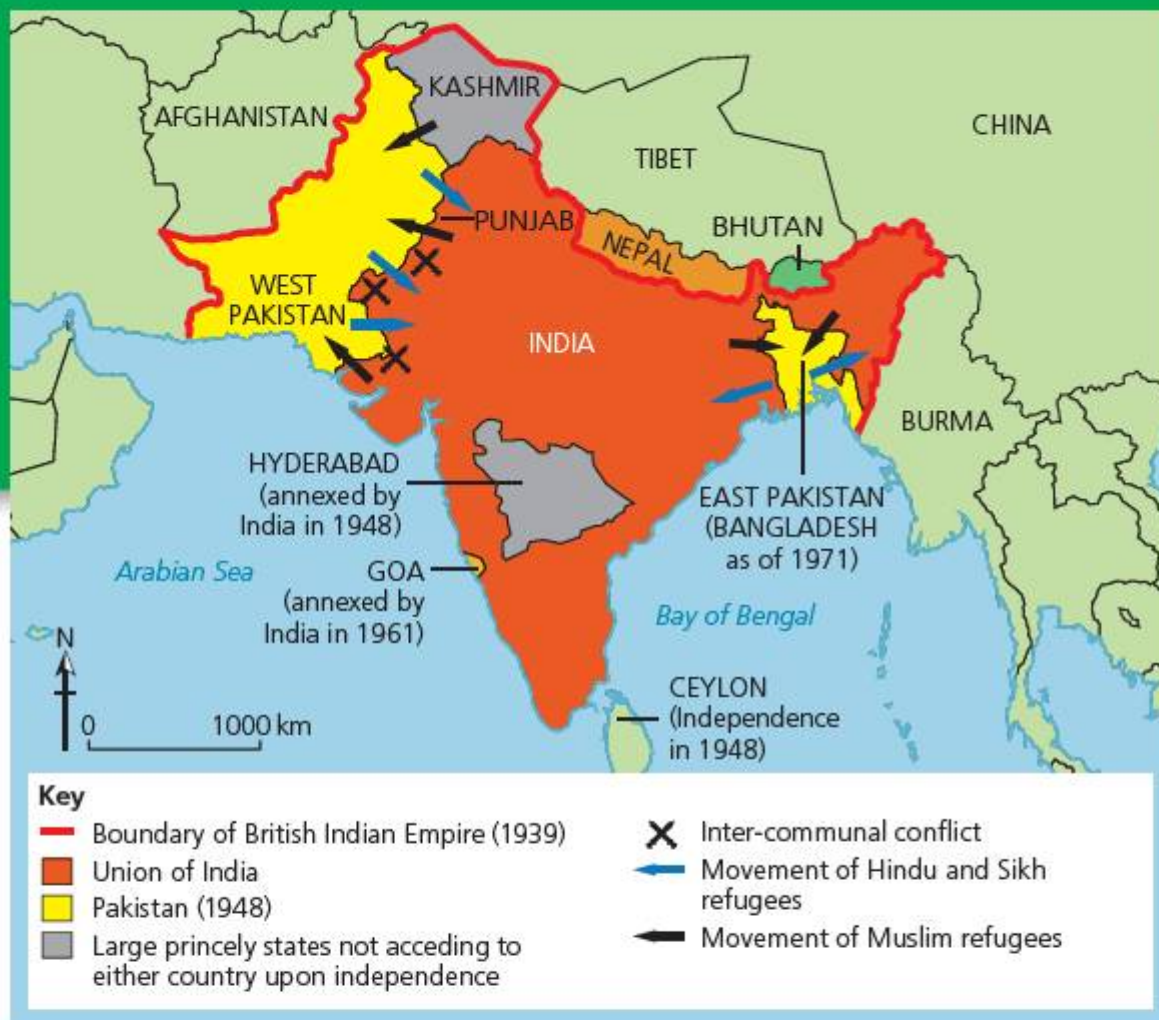 AFGHANISTAN
KASHMIR
CHINA
TIBET
PUNJAB
BHUTAN
NEPAL
WEST
PAKISTAN
INDIA
BURMA
HYDERABAD
(annexed by
India in 1948)
EAST PAKISTAN
(BANGLADESH
as of 1971)
Arabian Sea
GOA
(annexed by
India in 1961)
Bay of Bengal
N
CEYLON
(Independence
in 1948)
0 1000 km
Key
Boundary of British Indian Empire (1939)
Union of India
Pakistan (1948)
Large princely states not acceding to
either country upon independence
Inter-communal conflict
Movement of Hindu and Sikh
refugees
Movement of Muslim refugees